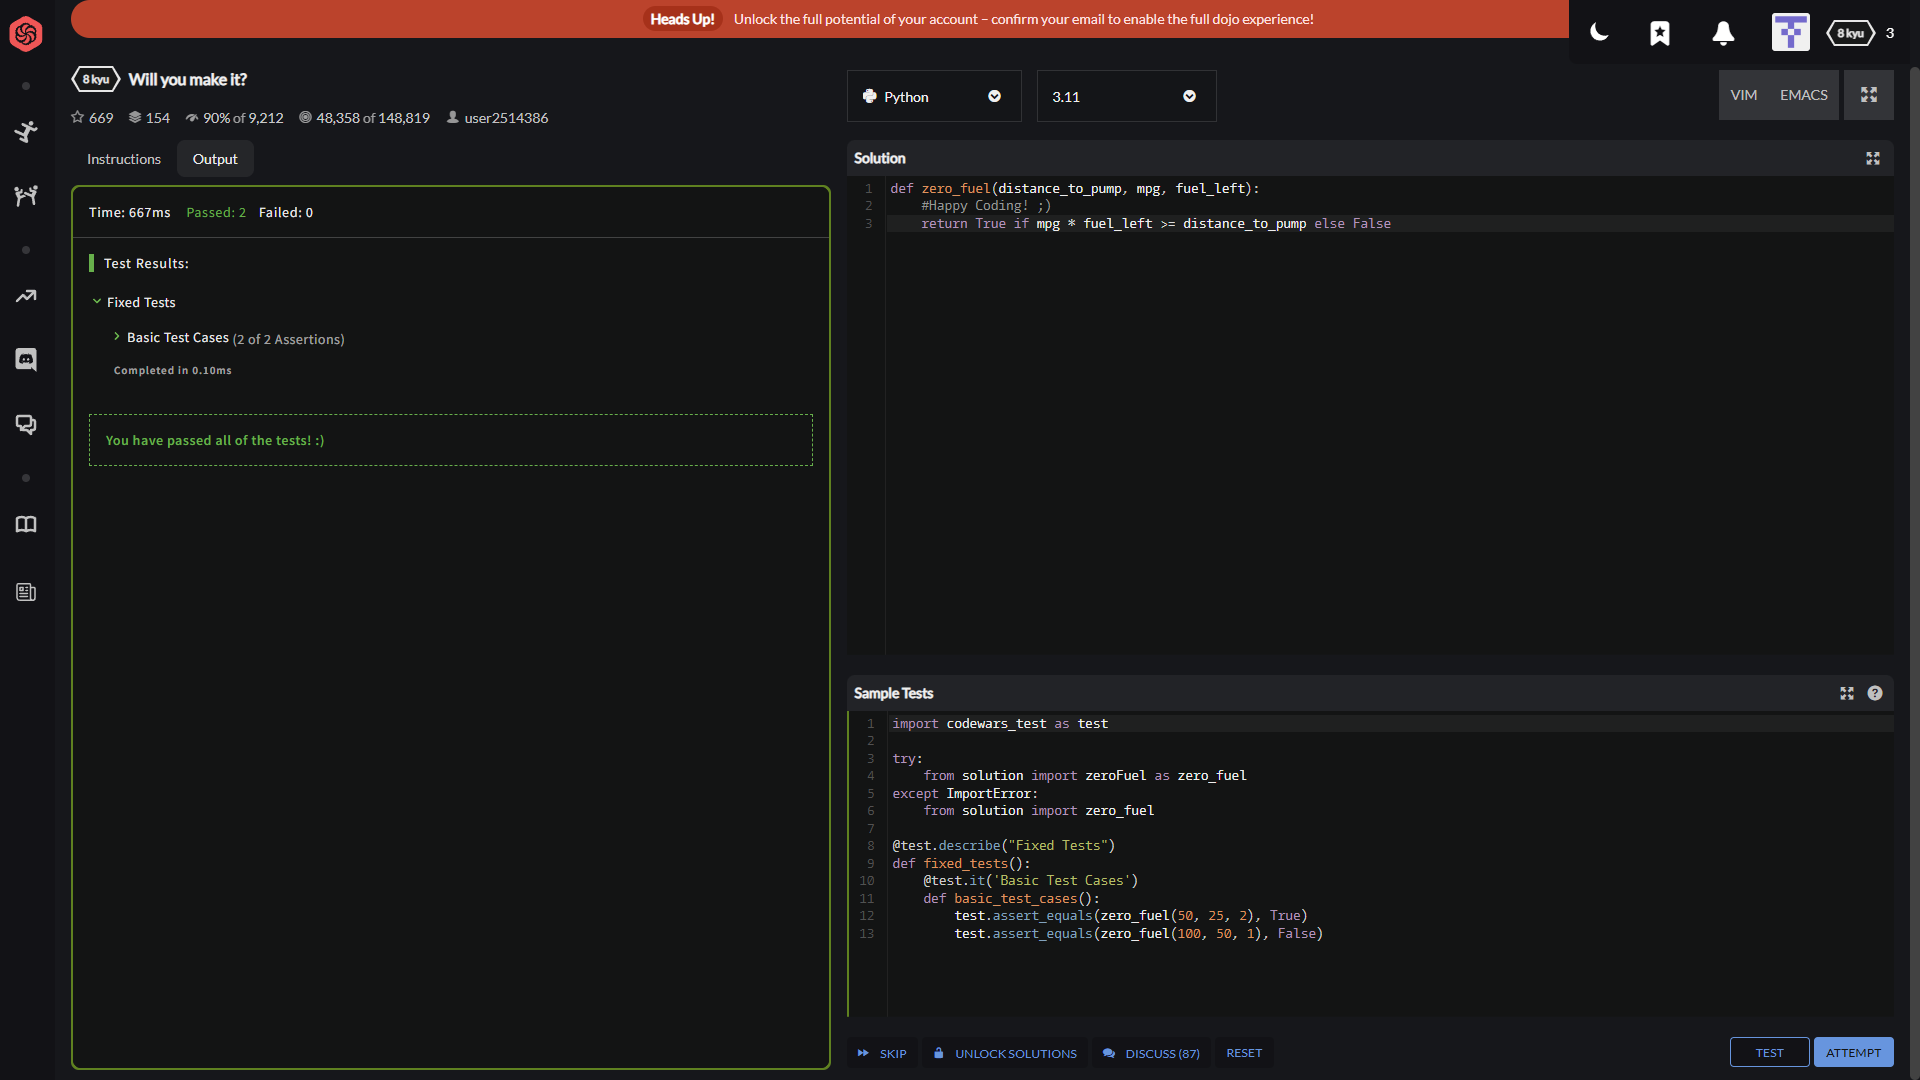 Heads Up! Unlock the full potential of your account – confirm your email to enable the full dojo experience!
8 kyu 3
8 kyu Will you make it?
669 154 90% of 9,212 48,358 of 148,819 user2514386
Instructions Output
Time: 667ms Passed: 2 Failed: 0
Test Results:
Fixed Tests
Basic Test Cases (2 of 2 Assertions)
Completed in 0.10ms
You have passed all of the tests! :)
Python 3.11 VIM EMACS
Solution
1 def zero_fuel(distance_to_pump, mpg, fuel_left):
2 #Happy Coding! ;)
3 return True if mpg * fuel_left >= distance_to_pump else False
Sample Tests
1 import codewars_test as test
2
3 try:
4 from solution import zeroFuel as zero_fuel
5 except ImportError:
6 from solution import zero_fuel
7
8 @test.describe("Fixed Tests")
9 def fixed_tests():
10 @test.it('Basic Test Cases')
11 def basic_test_cases():
12 test.assert_equals(zero_fuel(50, 25, 2), True)
13 test.assert_equals(zero_fuel(100, 50, 1), False)
SKIP UNLOCK SOLUTIONS DISCUSS (87) RESET TEST ATTEMPT